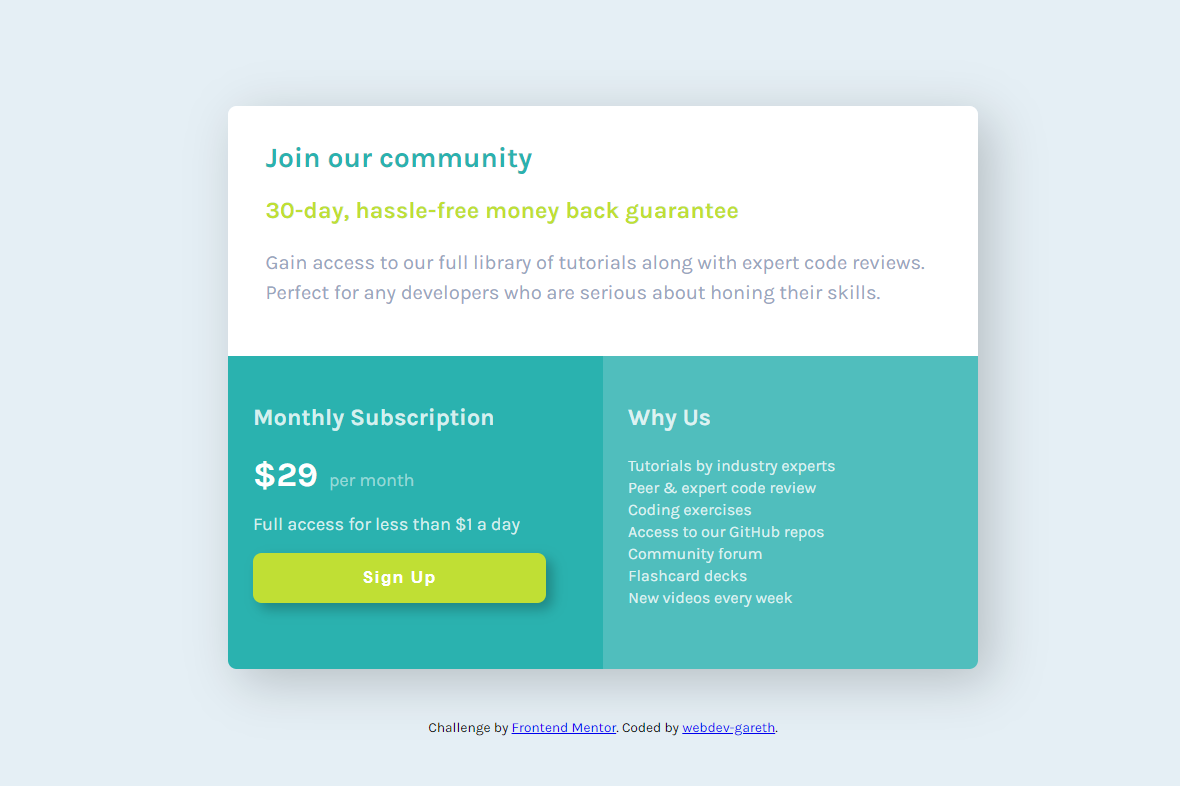 Join our community
30-day, hassle-free money back guarantee
Gain access to our full library of tutorials along with expert code reviews.
Perfect for any developers who are serious about honing their skills.
Monthly Subscription
$29 per month
Full access for less than $1 a day
Sign Up
Why Us
Tutorials by industry experts
Peer & expert code review
Coding exercises
Access to our GitHub repos
Community forum
Flashcard decks
New videos every week
Challenge by Frontend Mentor. Coded by webdev-gareth.